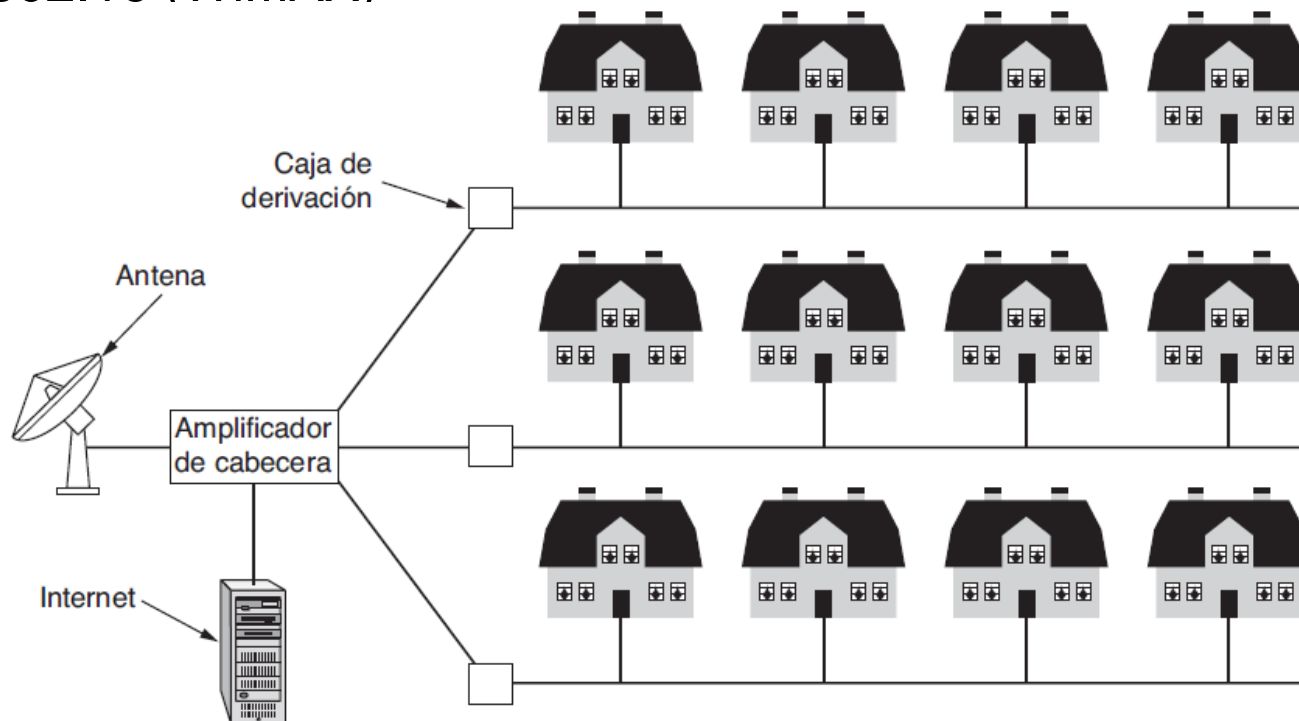 Caja de
derivación
Antena
Amplificador
de cabecera
Internet